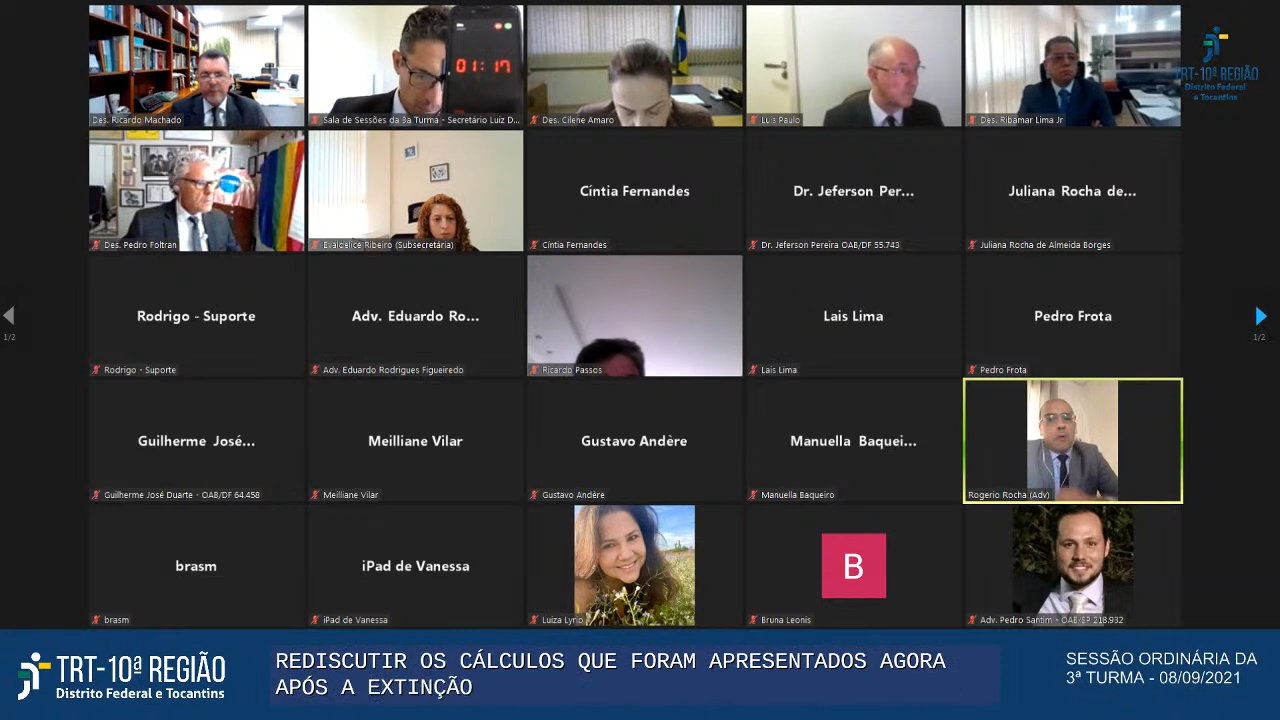 01:17
TRT-10ª REGIÃO
Distrito Federal
e Tocantins
Des. Ricardo Machado
Sala de Sessões da 3a Turma - Secretário Luiz D...
Des. Cilene Amaro
Luis Paulo
Des. Ribamar Lima Jr
Cíntia Fernandes
Dr. Jeferson Per...
Juliana Rocha de...
Des. Pedro Foltran
Evalcelice Ribeiro (Subsecretária)
Cíntia Fernandes
Dr. Jeferson Pereira OAB/DF 55.743
Juliana Rocha de Almeida Borges
Rodrigo - Suporte
Adv. Eduardo Ro...
Lais Lima
Pedro Frota
1/2
1/2
Rodrigo - Suporte
Adv. Eduardo Rodrigues Figueiredo
Ricardo Passos
Lais Lima
Pedro Frota
Guilherme José...
Meilliane Vilar
Gustavo Andère
Manuella Baquei...
Guilherme José Duarte - OAB/DF 64.458
Meilliane Vilar
Gustavo Andère
Manuella Baqueiro
Rogerio Rocha (Adv)
brasm
iPad de Vanessa
B
brasm
iPad de Vanessa
Luiza Lyrio
Bruna Leonis
Adv. Pedro Santim - OAB/SP 218.932
TRT-10ª REGIÃO
Distrito Federal e Tocantins
REDISCUTIR OS CÁLCULOS QUE FORAM APRESENTADOS AGORA
APÓS A EXTINÇÃO
SESSÃO ORDINÁRIA DA
3ª TURMA - 08/09/2021